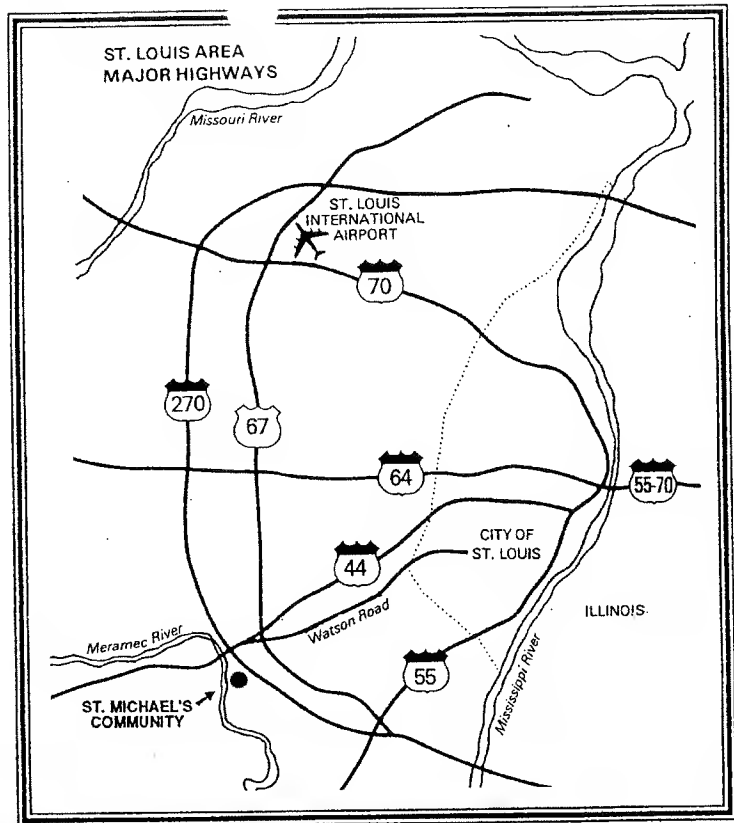 ST. LOUIS AREA
MAJOR HIGHWAYS
Missouri River
ST. LOUIS
INTERNATIONAL
AIRPORT
70
270
67
64
55-70
44
CITY OF
ST. LOUIS
Watson Road
ILLINOIS
Meramec River
55
Mississippi River
ST. MICHAEL'S
COMMUNITY